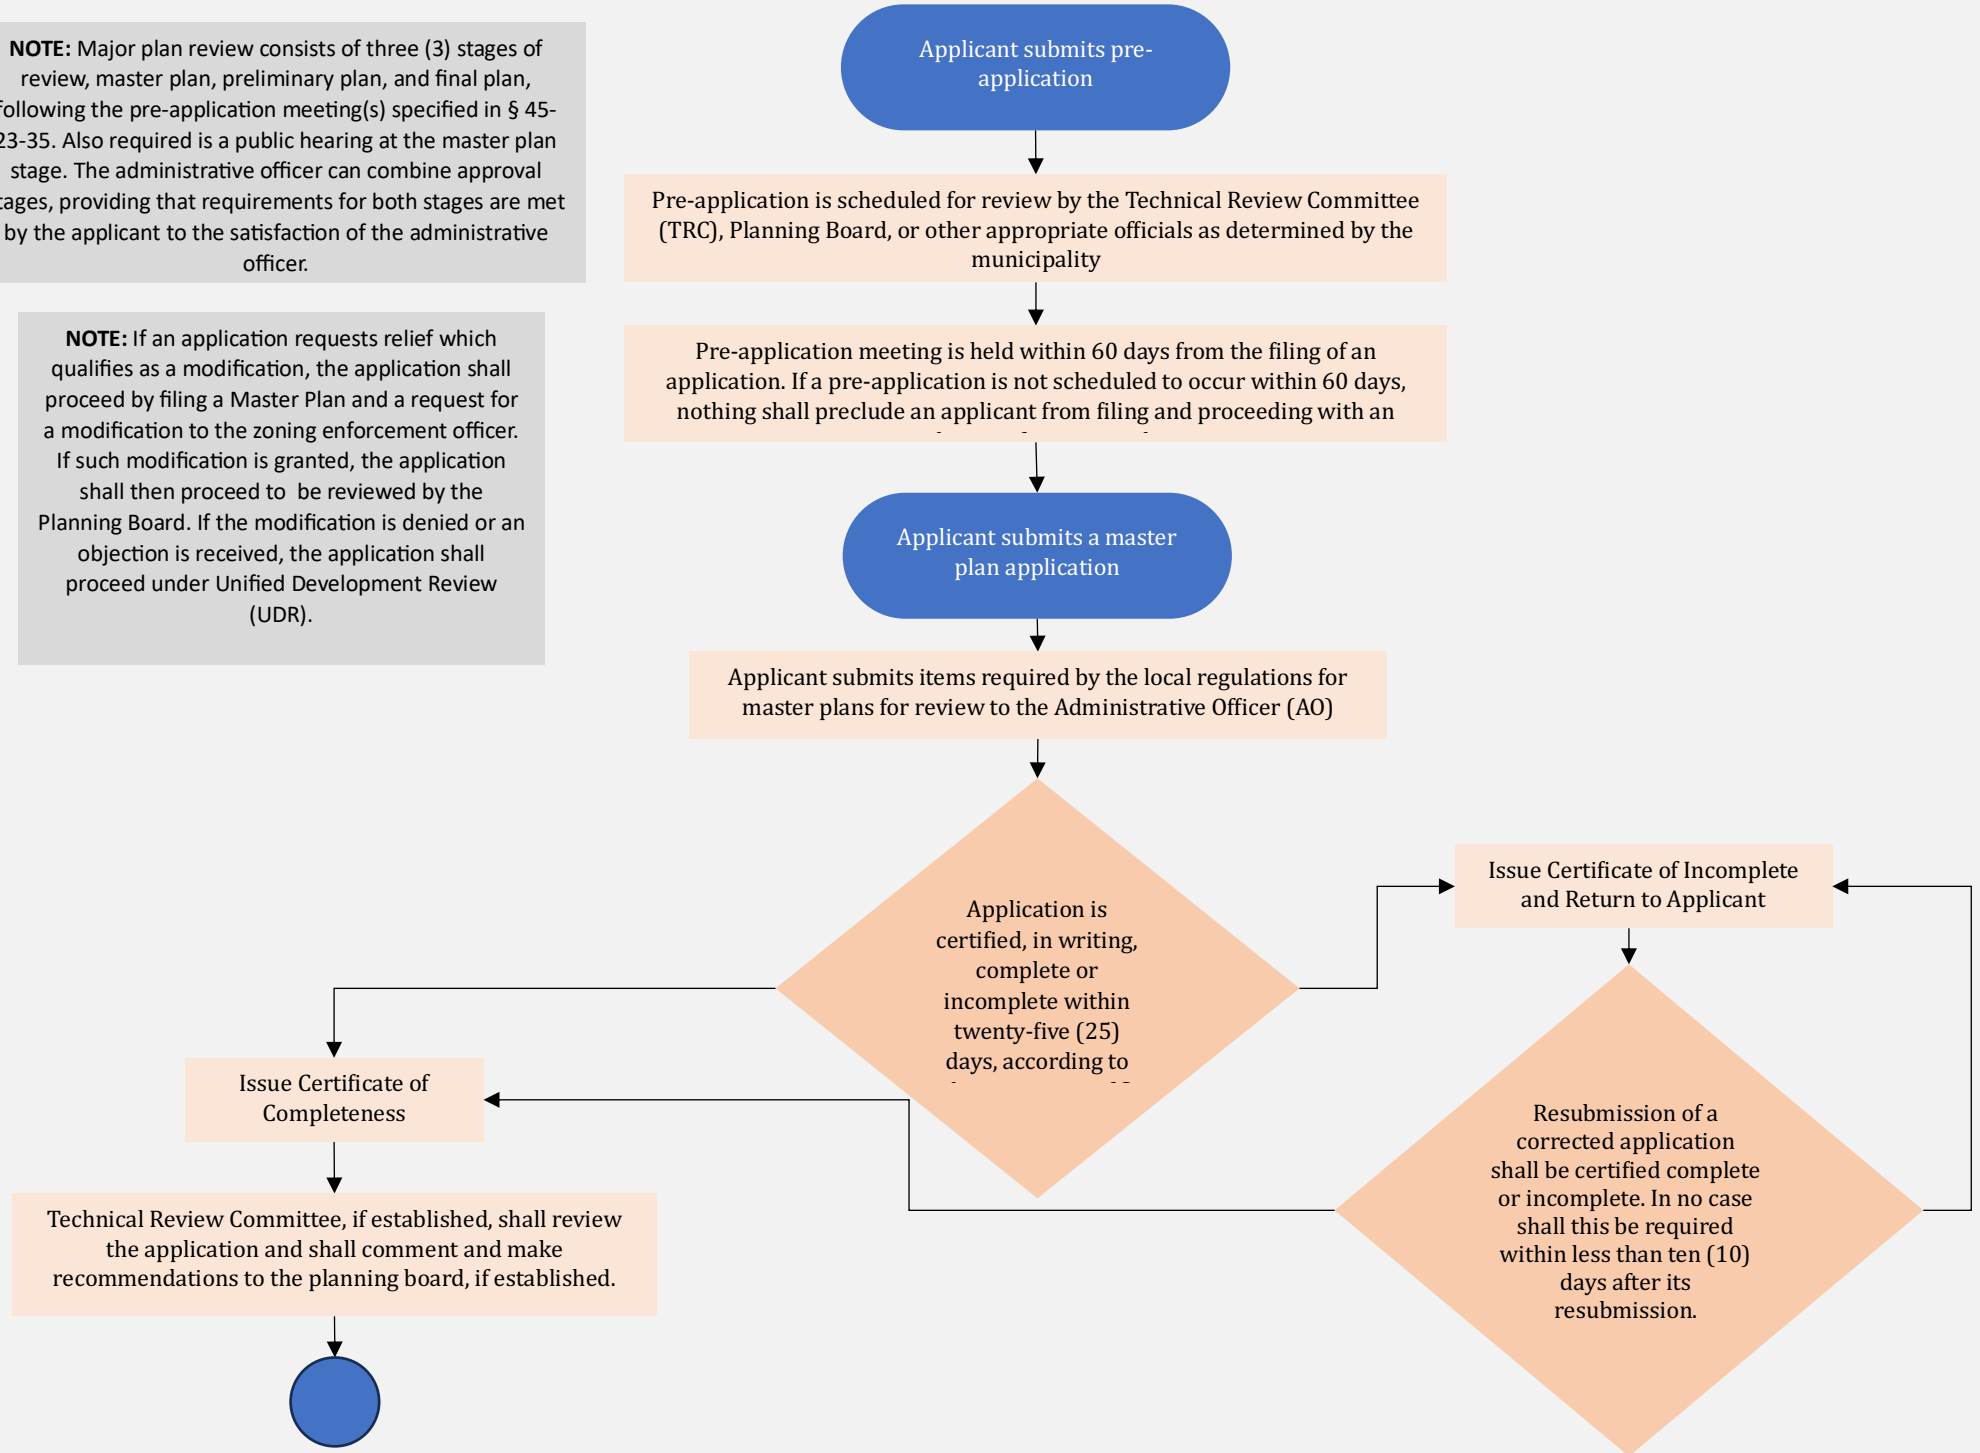 NOTE: Major plan review consists of three (3) stages of
review, master plan, preliminary plan, and final plan,
following the pre-application meeting(s) specified in § 45-
23-35. Also required is a public hearing at the master plan
stage. The administrative officer can combine approval
stages, providing that requirements for both stages are met
by the applicant to the satisfaction of the administrative
officer.
NOTE: If an application requests relief which
qualifies as a modification, the application shall
proceed by filing a Master Plan and a request for
a modification to the zoning enforcement officer.
If such modification is granted, the application
shall then proceed to be reviewed by the
Planning Board. If the modification is denied or an
objection is received, the application shall
proceed under Unified Development Review
(UDR).
Applicant submits pre-
application
Pre-application is scheduled for review by the Technical Review Committee
(TRC), Planning Board, or other appropriate officials as determined by the
municipality
Pre-application meeting is held within 60 days from the filing of an
application. If a pre-application is not scheduled to occur within 60 days,
nothing shall preclude an applicant from filing and proceeding with an
Applicant submits a master
plan application
Applicant submits items required by the local regulations for
master plans for review to the Administrative Officer (AO)
Application is
certified, in writing,
complete or
incomplete within
twenty-five (25)
days, according to
Issue Certificate of Incomplete
and Return to Applicant
Resubmission of a
corrected application
shall be certified complete
or incomplete. In no case
shall this be required
within less than ten (10)
days after its
resubmission.
Issue Certificate of
Completeness
Technical Review Committee, if established, shall review
the application and shall comment and make
recommendations to the planning board, if established.